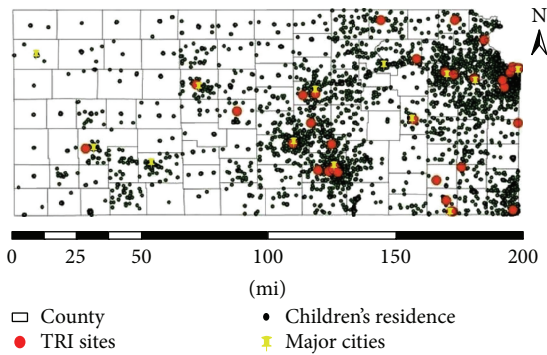 N
0 25 50 100 150 200
(mi)
County
Children's residence
TRI sites
Major cities